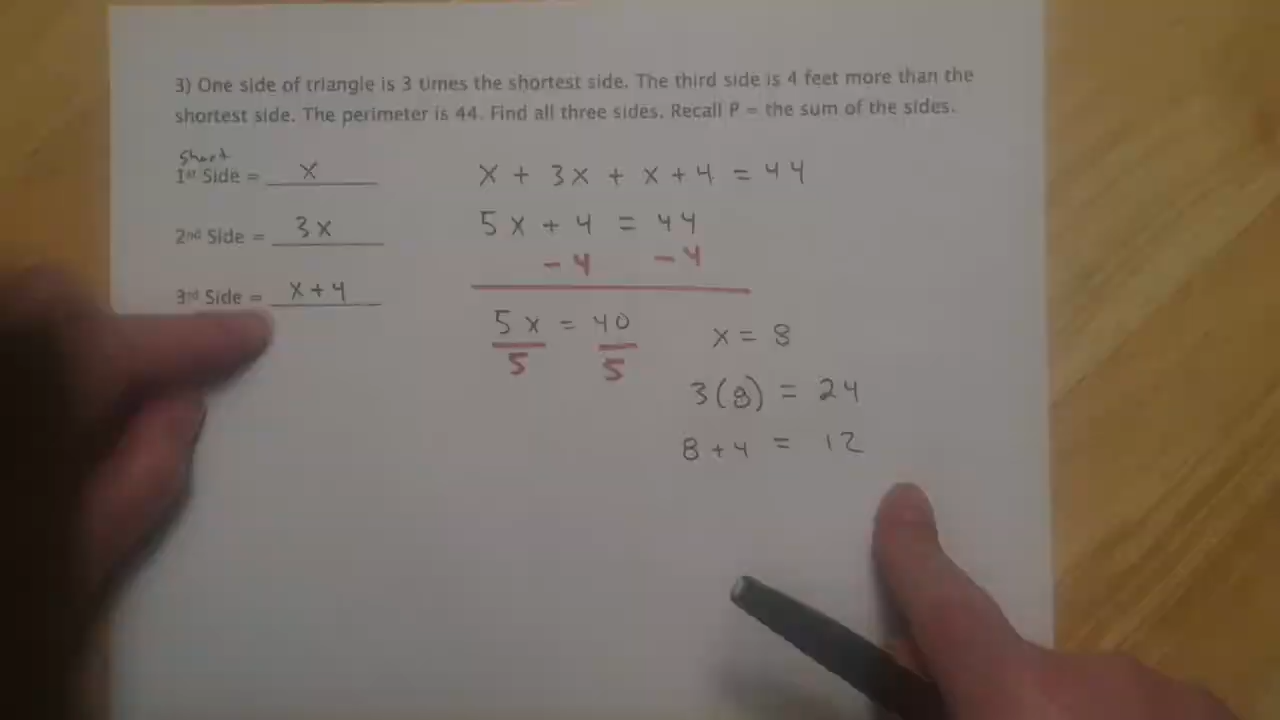 3) One side of triangle is 3 times the shortest side. The third side is 4 feet more than the
shortest side. The perimeter is 44. Find all three sides. Recall P = the sum of the sides.
Short
1st Side = x
2nd Side = 3x
3rd Side = x+4
x + 3x + x + 4 = 44
5x + 4 = 44
-4 -4
5x = 40
5 5
x = 8
3(8) = 24
8+4 = 12